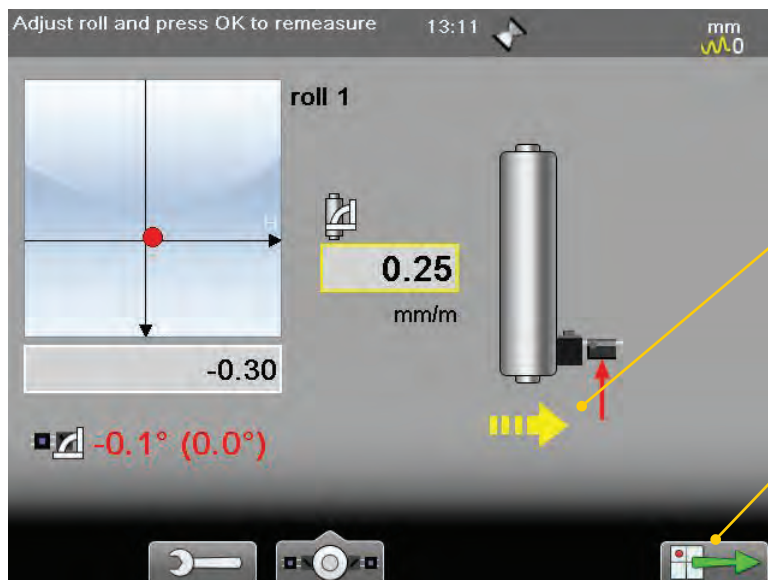 Adjust roll and press OK to remeasure
13:11
mm
0
roll 1
H
0.25
mm/m
-0.30
-0.1° (0.0°)